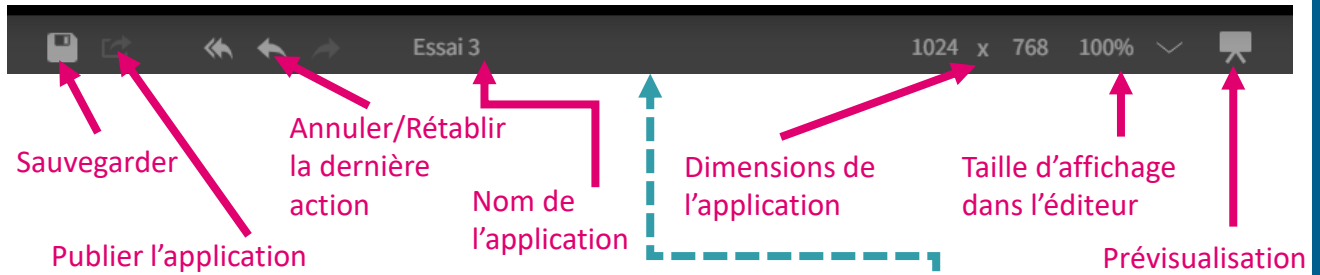 Essai 3
1024 x 768 100%
Sauvegarder
Publier l'application
Annuler/Rétablir
la dernière
action
Nom de
l'application
Dimensions de
l'application
Taille d'affichage
dans l'éditeur
Prévisualisation